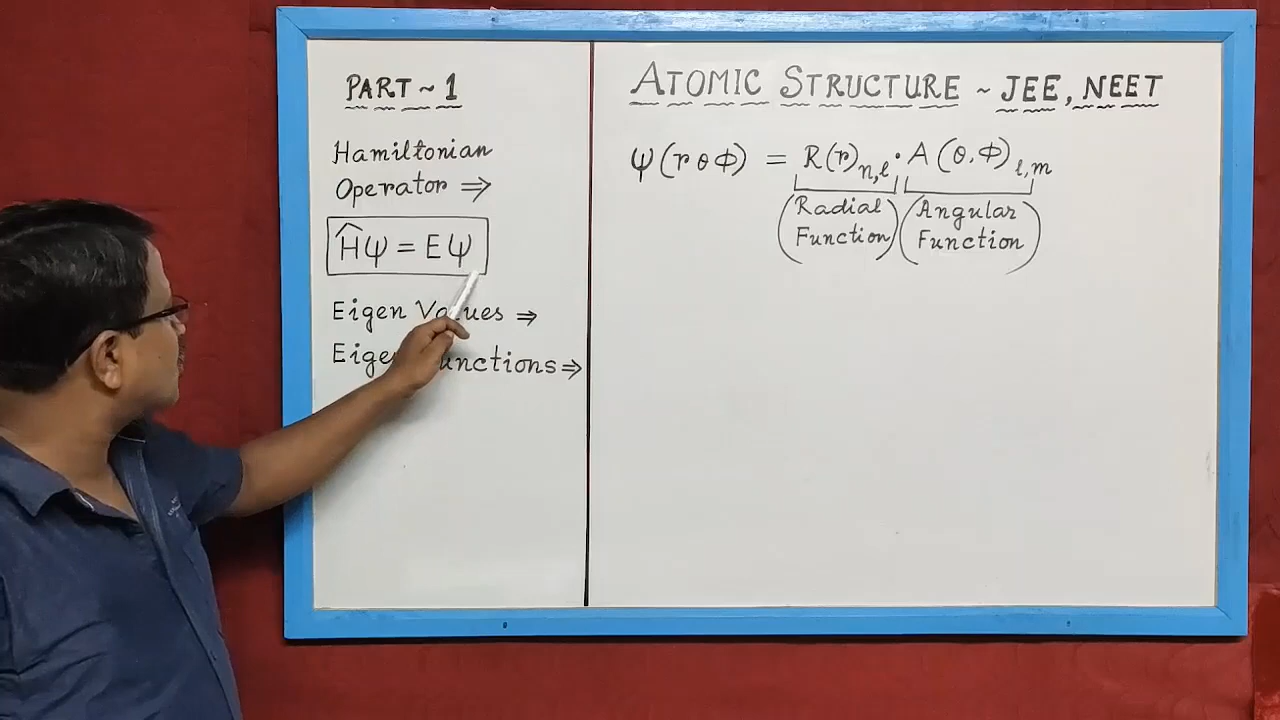 PART ~ 1
Hamiltonian
Operator ⇒
Ĥψ = Eψ
Eigen Values ⇒
Eigen Functions ⇒
ATOMIC STRUCTURE ~ JEE, NEET
ψ(r θ Φ) = R(r)n,l · A(θ,Φ)l,m
(Radial Function) (Angular Function)